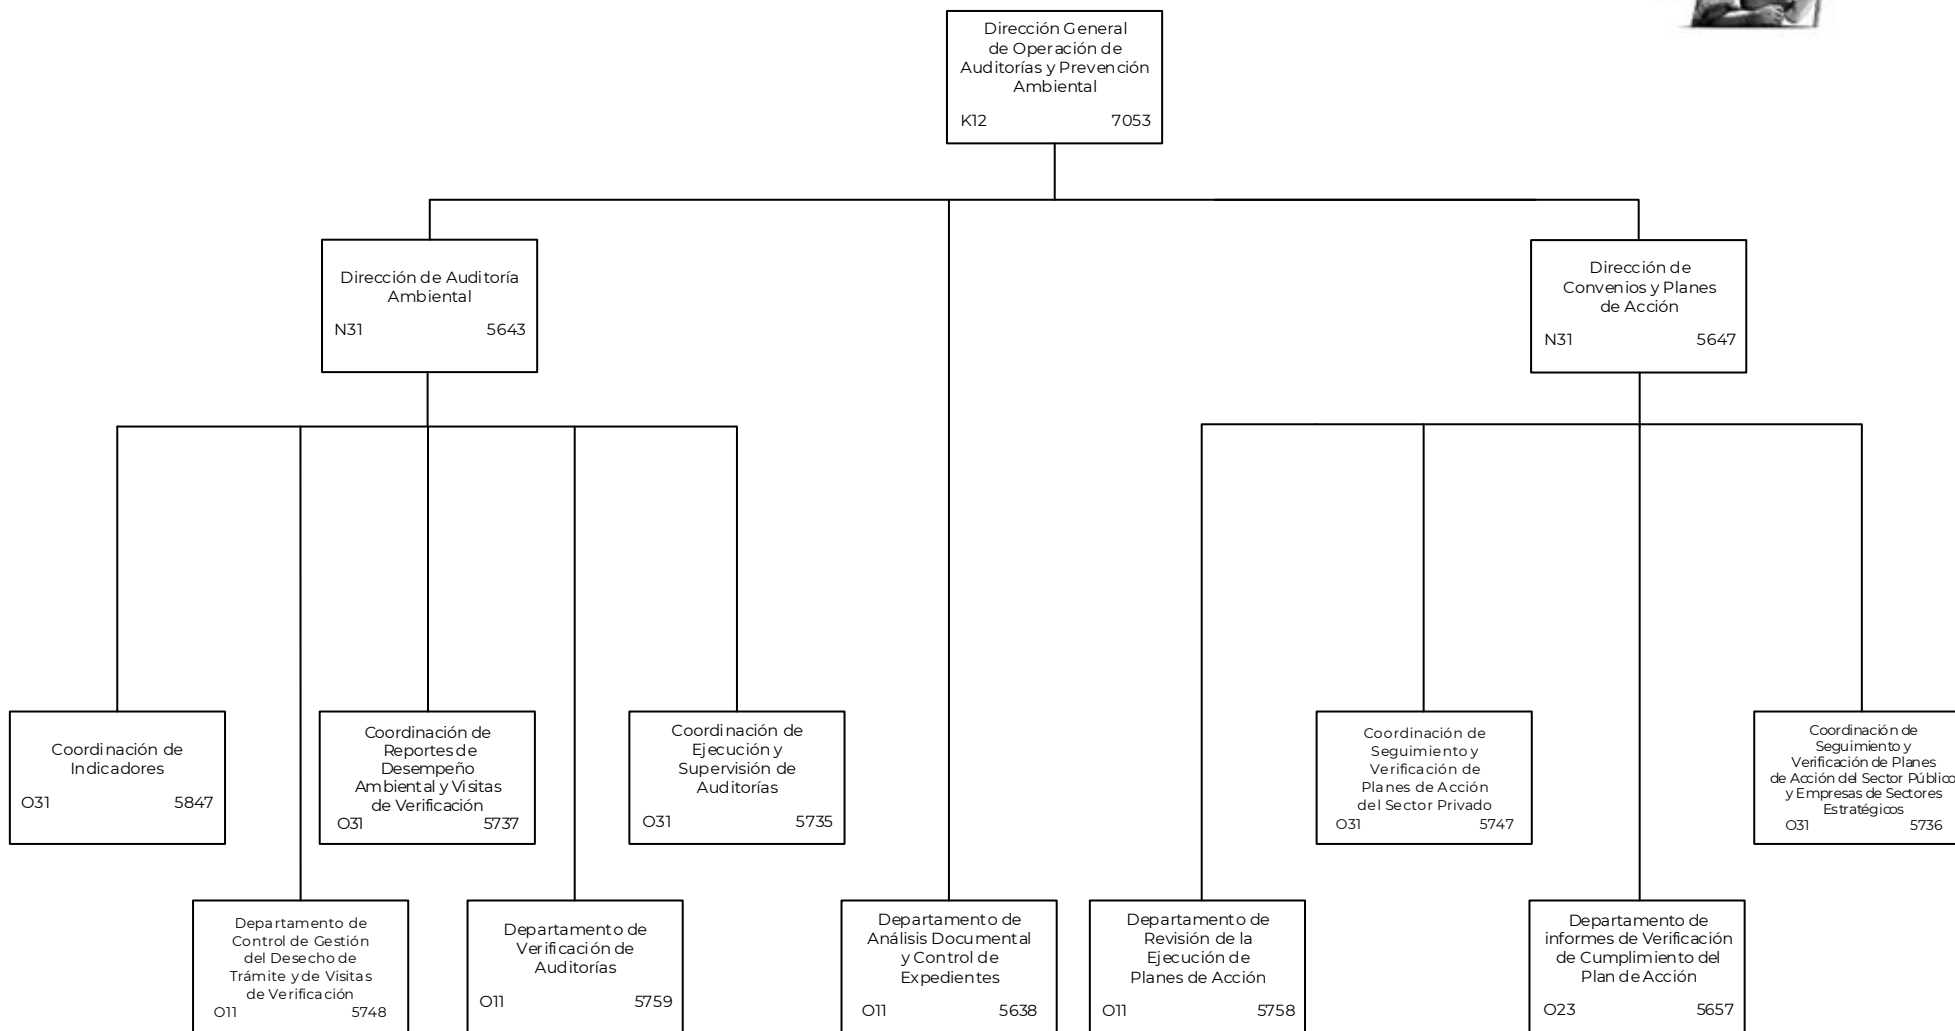 Dirección General
de Operación de
Auditorías y Prevención
Ambiental
K12 7053
Dirección de Auditoría
Ambiental
N31 5643
Dirección de
Convenios y Planes
de Acción
N31 5647
Coordinación de
Indicadores
O31 5847
Coordinación de
Reportes de
Desempeño
Ambiental y Visitas
de Verificación
O31 5737
Coordinación de
Ejecución y
Supervisión de
Auditorías
O31 5735
Coordinación de
Seguimiento y
Verificación de
Planes de Acción
del Sector Privado
O31 5747
Coordinación de
Seguimiento y
Verificación de Planes
de Acción del Sector Público
y Empresas de Sectores
Estratégicos
O31 5736
Departamento de
Control de Gestión
del Desecho de
Trámite y de Visitas
de Verificación
O11 5748
Departamento de
Verificación de
Auditorías
O11 5759
Departamento de
Análisis Documental
y Control de
Expedientes
O11 5638
Departamento de
Revisión de la
Ejecución de
Planes de Acción
O11 5758
Departamento de
informes de Verificación
de Cumplimiento del
Plan de Acción
O23 5657